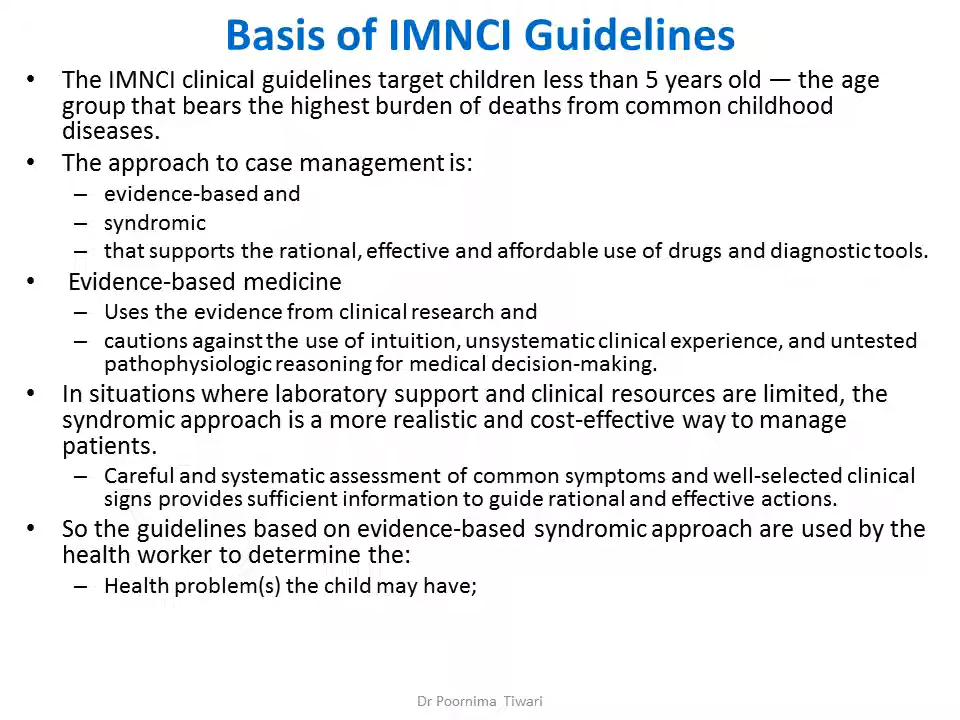 Basis of IMNCI Guidelines
• The IMNCI clinical guidelines target children less than 5 years old — the age
group that bears the highest burden of deaths from common childhood
diseases.
• The approach to case management is:
– evidence-based and
– syndromic
– that supports the rational, effective and affordable use of drugs and diagnostic tools.
• Evidence-based medicine
– Uses the evidence from clinical research and
– cautions against the use of intuition, unsystematic clinical experience, and untested
pathophysiologic reasoning for medical decision-making.
• In situations where laboratory support and clinical resources are limited, the
syndromic approach is a more realistic and cost-effective way to manage
patients.
– Careful and systematic assessment of common symptoms and well-selected clinical
signs provides sufficient information to guide rational and effective actions.
• So the guidelines based on evidence-based syndromic approach are used by the
health worker to determine the:
– Health problem(s) the child may have;
Dr Poornima Tiwari